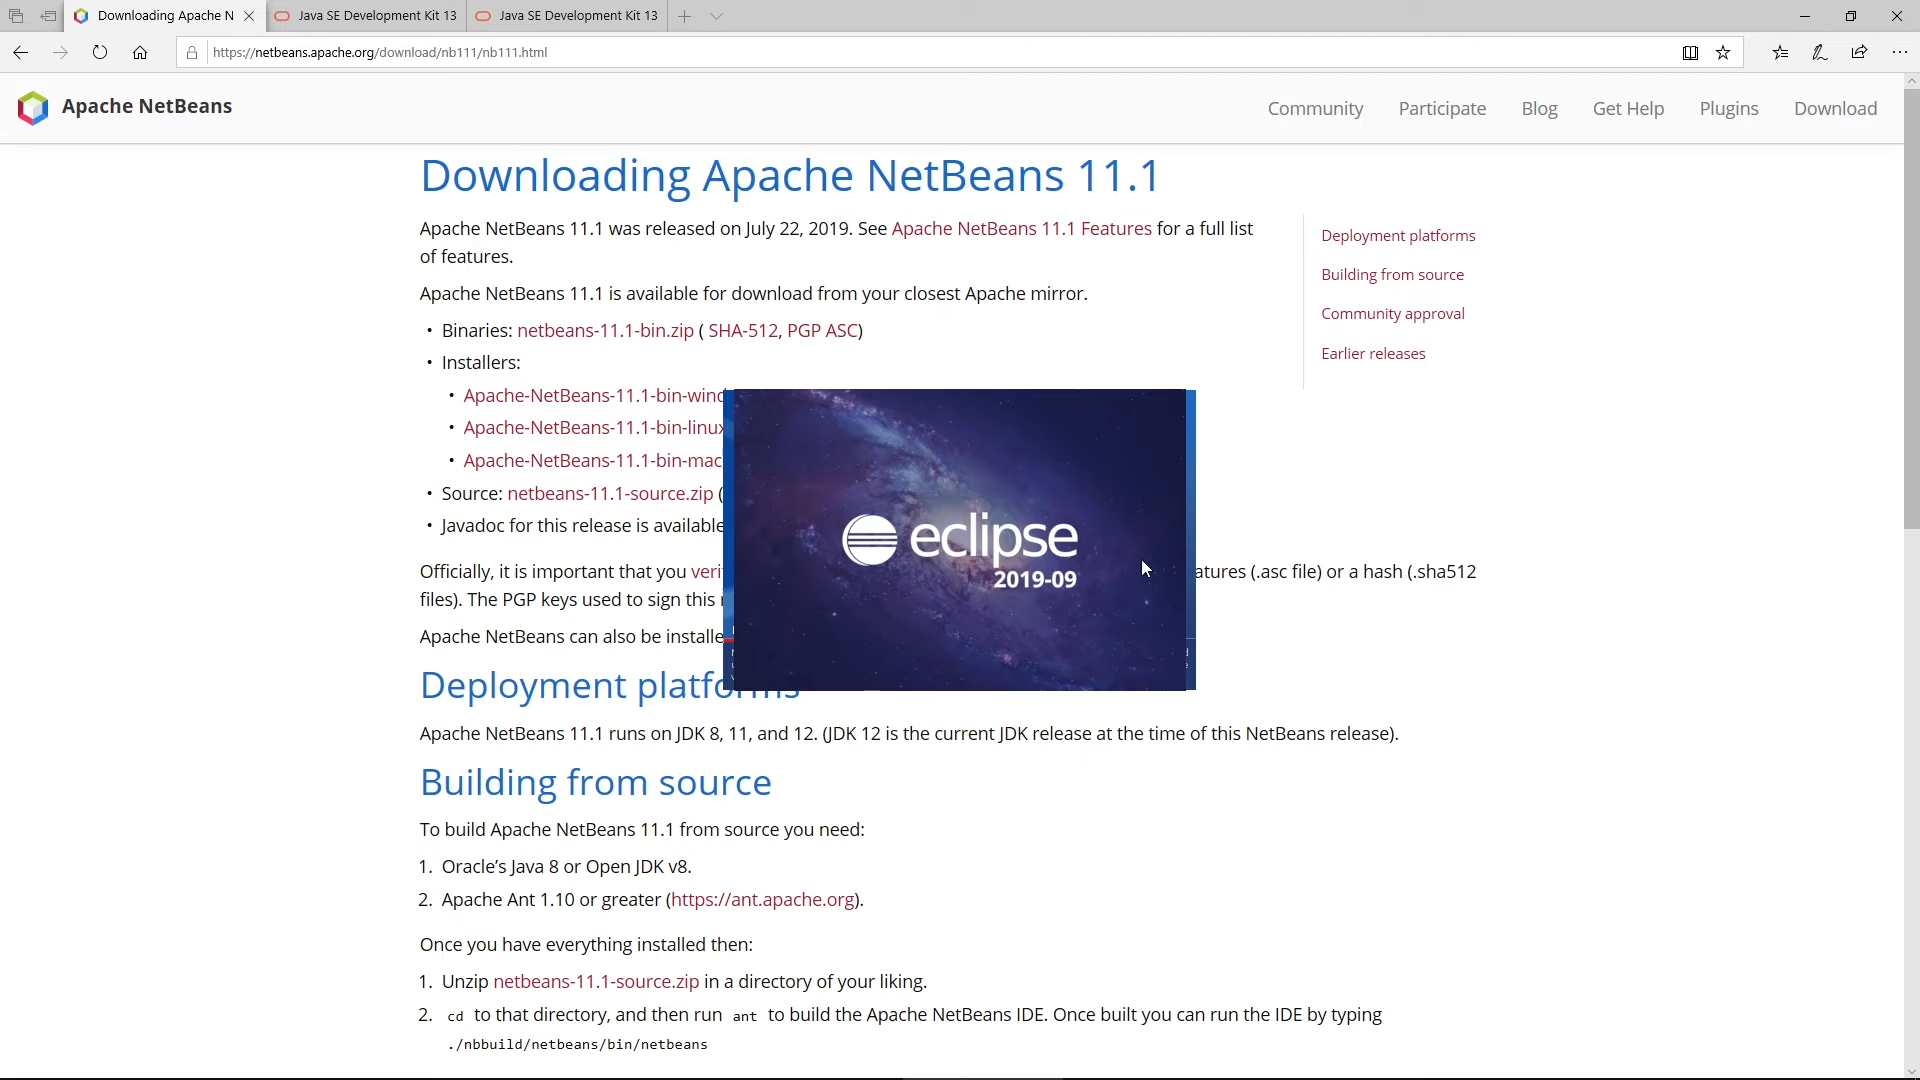 Downloading Apache N
Java SE Development Kit 13
Java SE Development Kit 13
https://netbeans.apache.org/download/nb111/nb111.html
Apache NetBeans
Community
Participate
Blog
Get Help
Plugins
Download
Downloading Apache NetBeans 11.1
Apache NetBeans 11.1 was released on July 22, 2019. See Apache NetBeans 11.1 Features for a full list
of features.
Deployment platforms
Building from source
Community approval
Earlier releases
Apache NetBeans 11.1 is available for download from your closest Apache mirror.
• Binaries: netbeans-11.1-bin.zip ( SHA-512, PGP ASC)
• Installers:
• Apache-NetBeans-11.1-bin-wind
• Apache-NetBeans-11.1-bin-linux
• Apache-NetBeans-11.1-bin-mac
• Source: netbeans-11.1-source.zip (
• Javadoc for this release is available
eclipse
2019-09
Officially, it is important that you veri atures (.asc file) or a hash (.sha512
files). The PGP keys used to sign this
Apache NetBeans can also be installe
Deployment platforms
Apache NetBeans 11.1 runs on JDK 8, 11, and 12. (JDK 12 is the current JDK release at the time of this NetBeans release).
Building from source
To build Apache NetBeans 11.1 from source you need:
1. Oracle's Java 8 or Open JDK v8.
2. Apache Ant 1.10 or greater (https://ant.apache.org).
Once you have everything installed then:
1. Unzip netbeans-11.1-source.zip in a directory of your liking.
2. cd to that directory, and then run ant to build the Apache NetBeans IDE. Once built you can run the IDE by typing
./nbbuild/netbeans/bin/netbeans